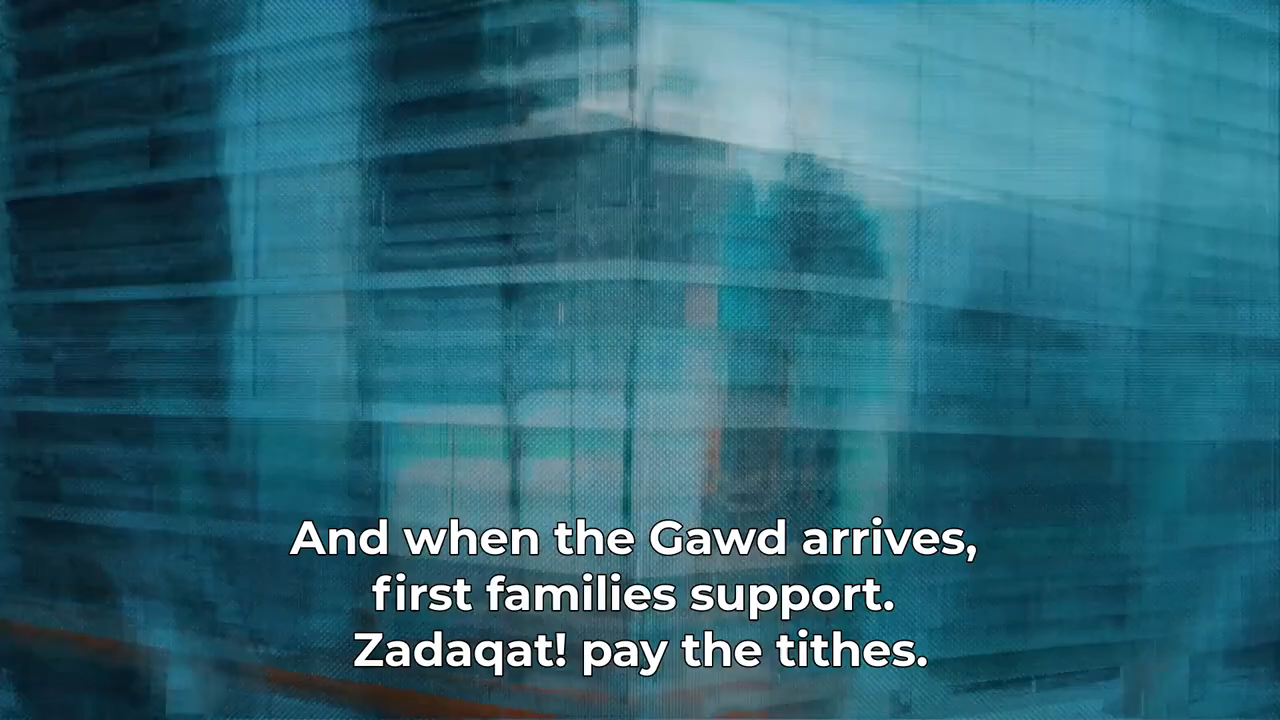 And when the Gawd arrives,
first families support.
Zadaqat! pay the tithes.